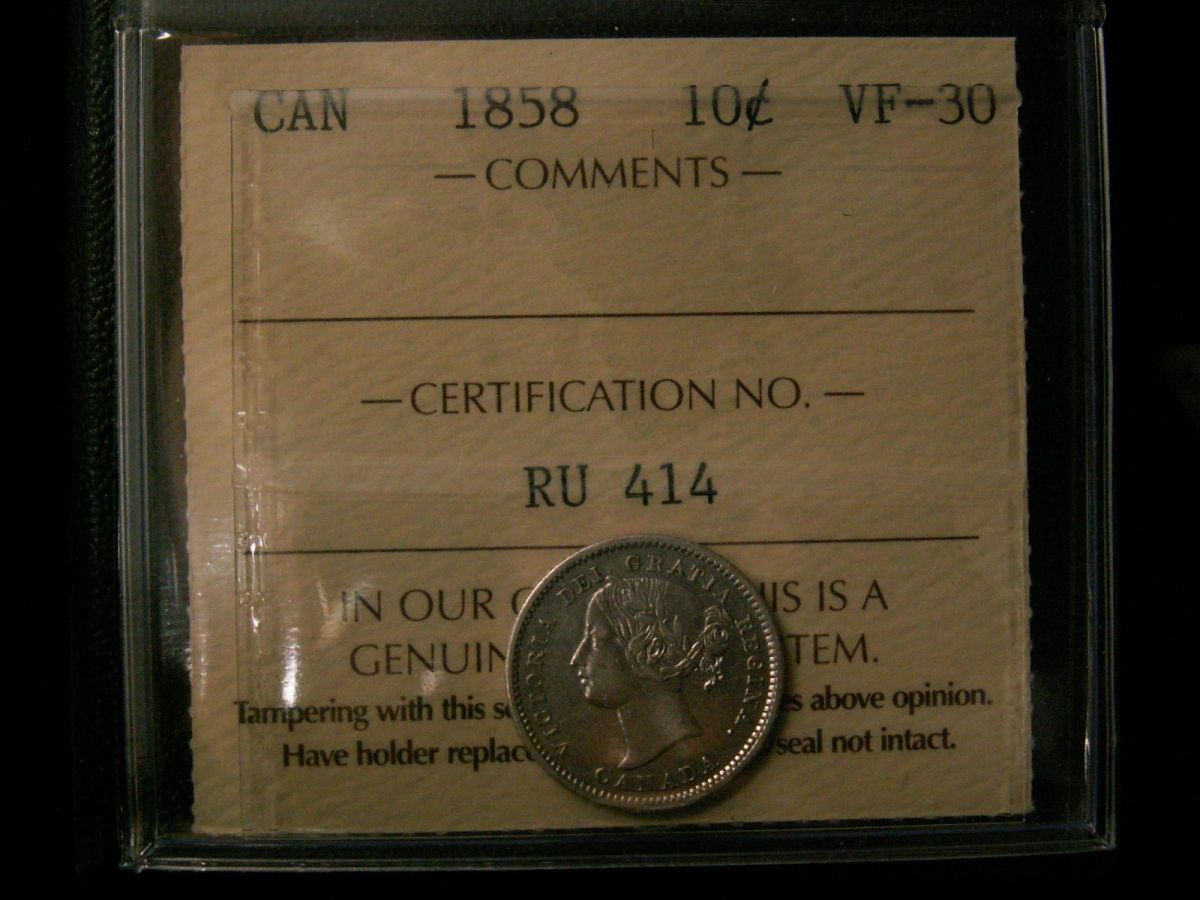 CAN 1858 10¢ VF-30
— COMMENTS —
— CERTIFICATION NO. —
RU 414
IN OUR IS IS A
GENUIN TEM.
Tampering with this s es above opinion.
Have holder replac seal not intact.
VICTORIA DEI GRATIA REGINA.
CANADA